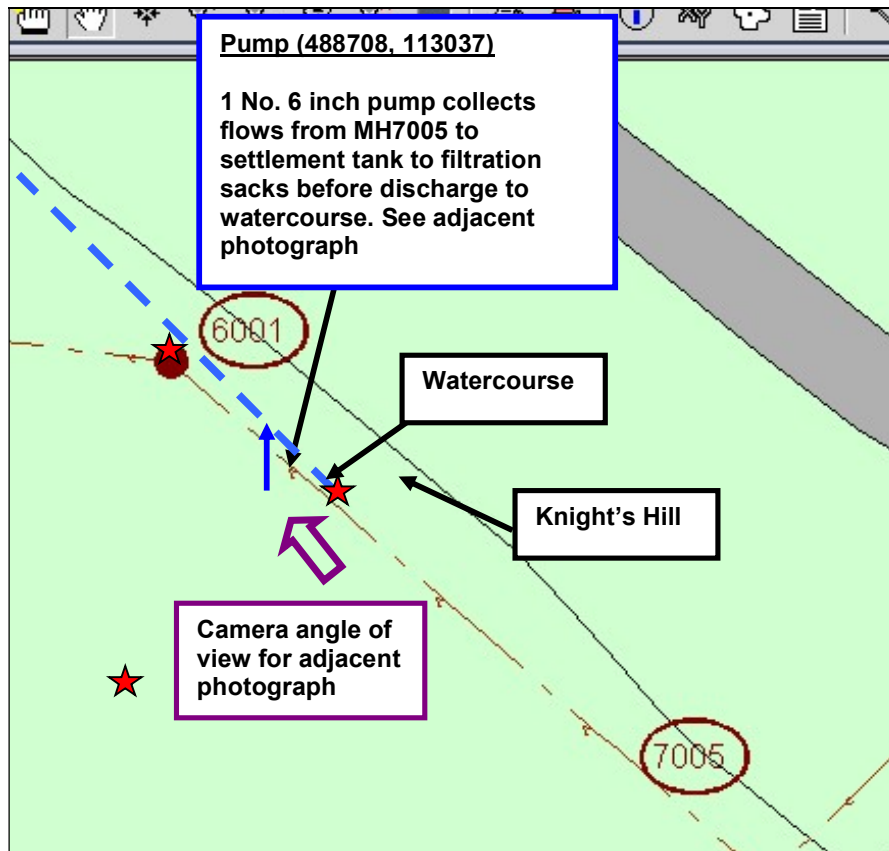 Pump (488708, 113037)
1 No. 6 inch pump collects
flows from MH7005 to
settlement tank to filtration
sacks before discharge to
watercourse. See adjacent
photograph
6001
Watercourse
Knight’s Hill
Camera angle of
view for adjacent
photograph
7005